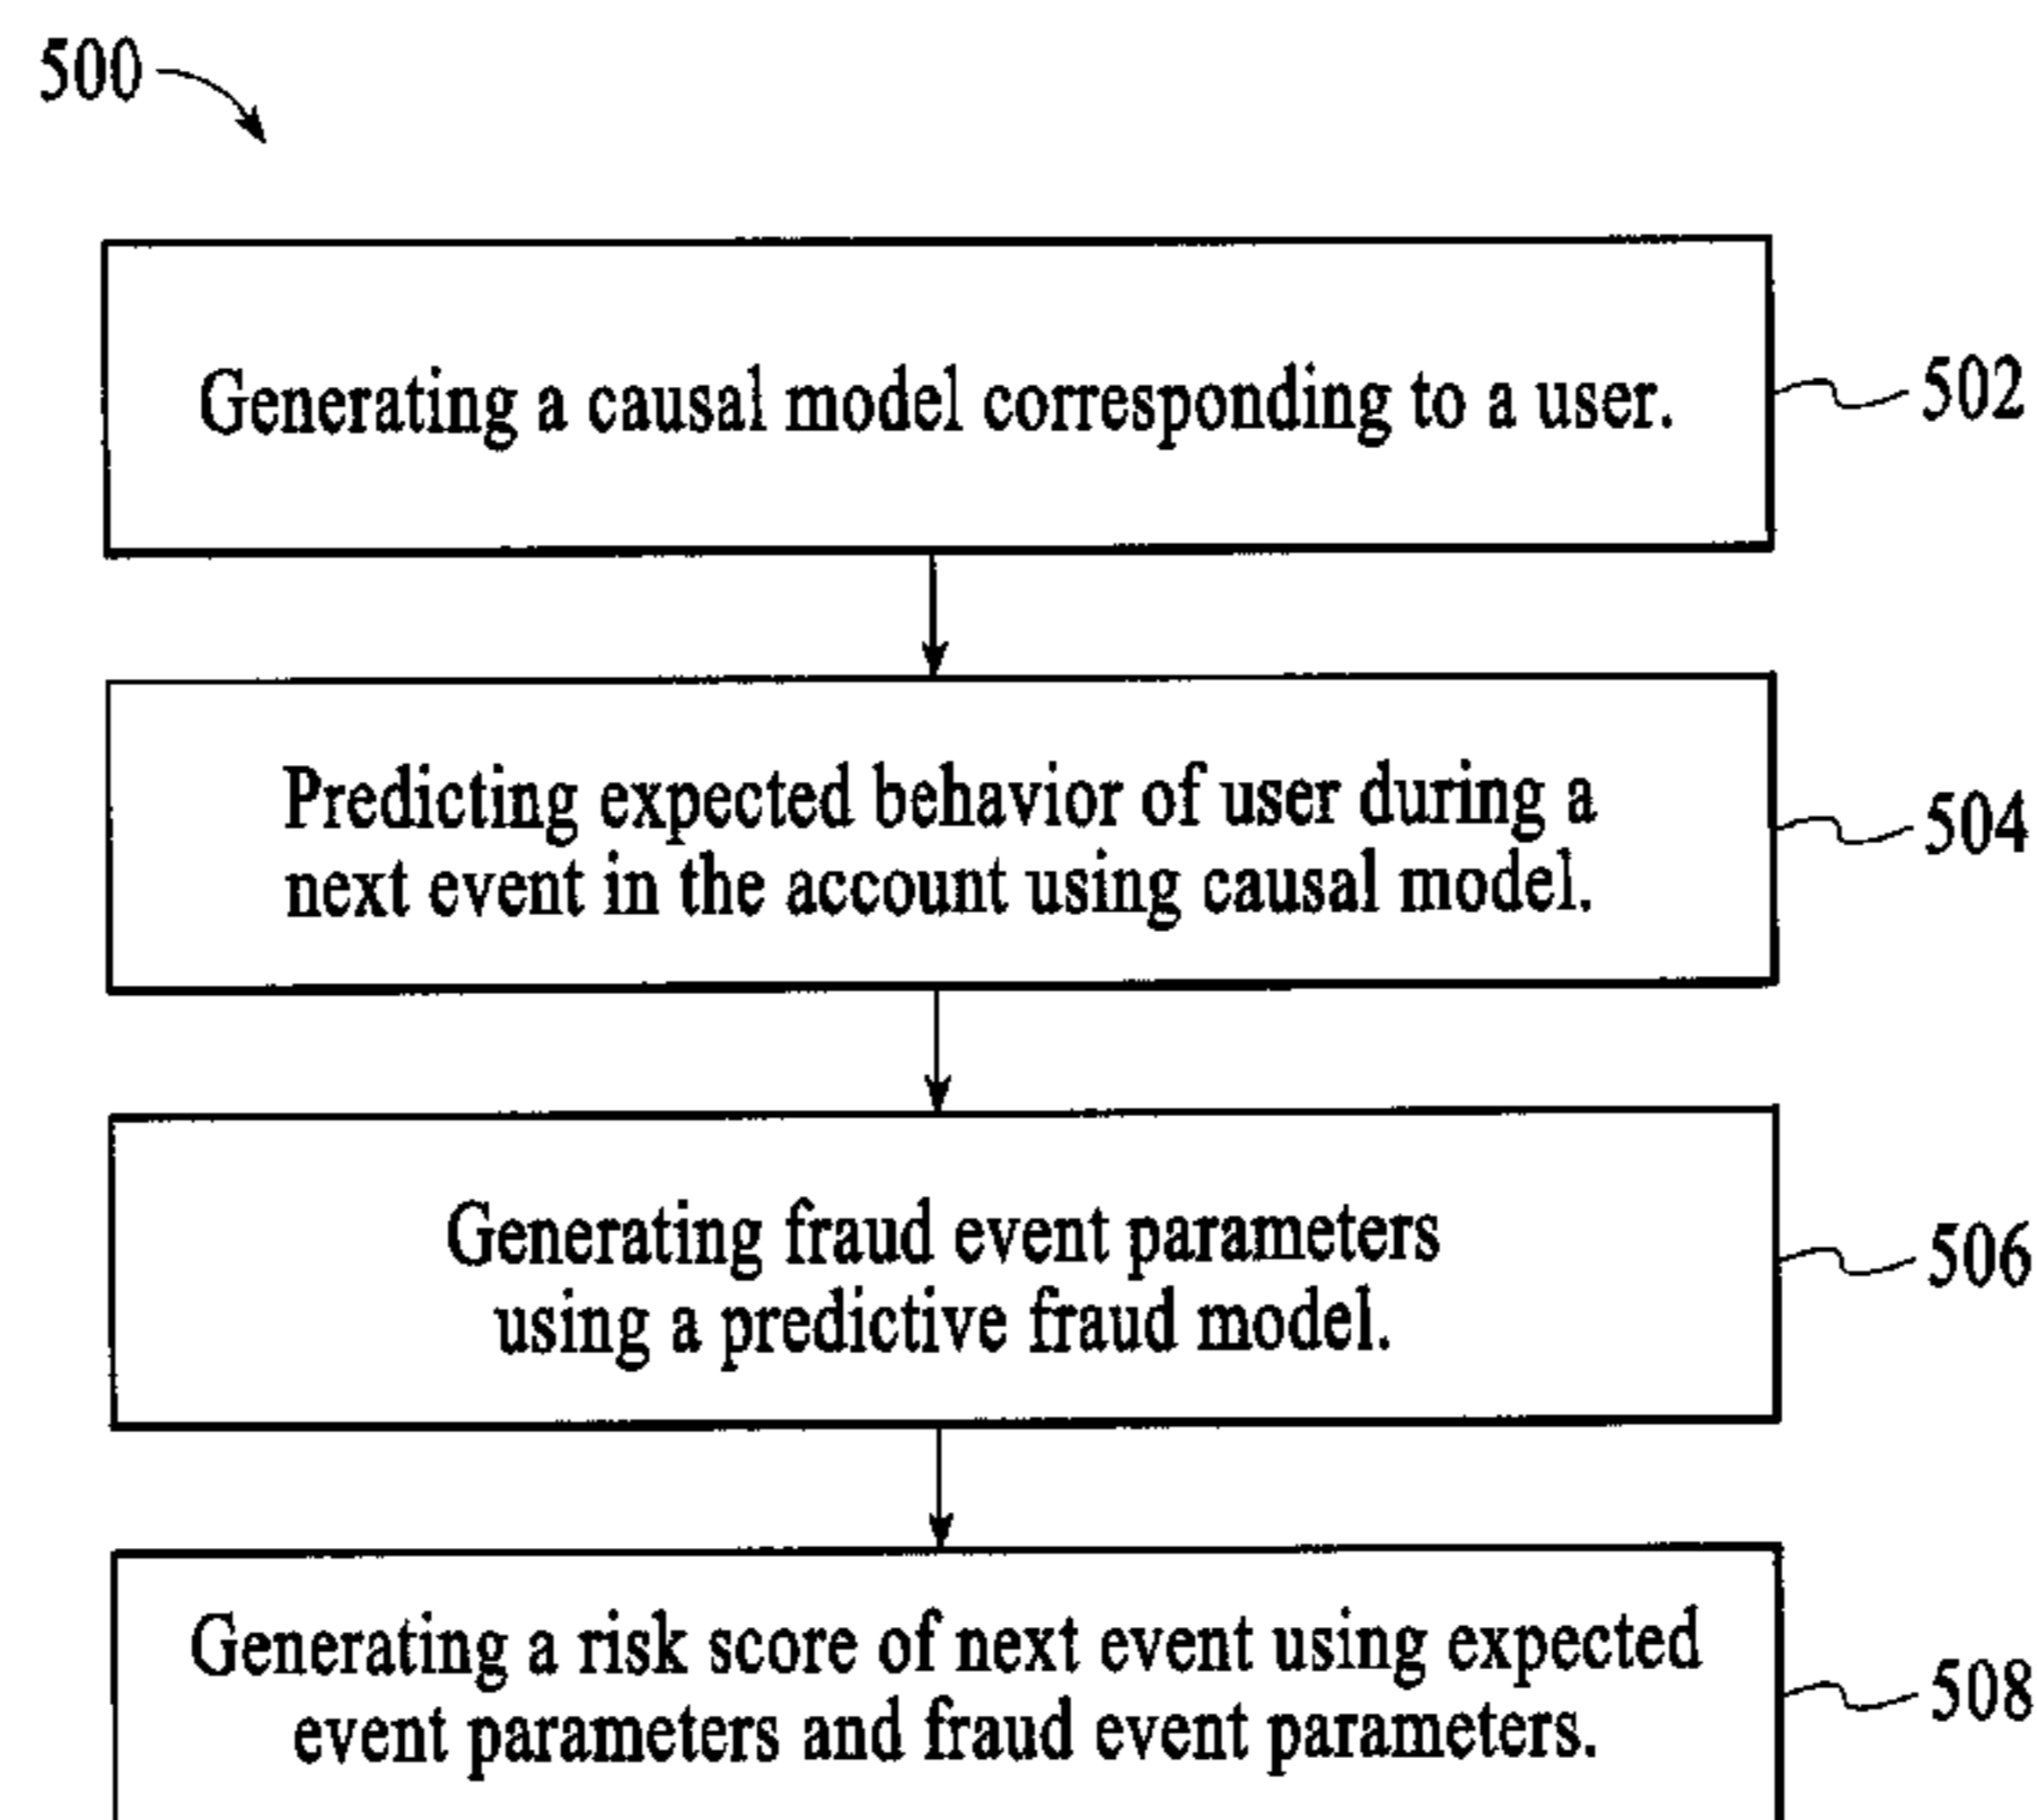 500
Generating a causal model corresponding to a user.
502
Predicting expected behavior of user during a
next event in the account using causal model.
504
Generating fraud event parameters
using a predictive fraud model.
506
Generating a risk score of next event using expected
event parameters and fraud event parameters.
508